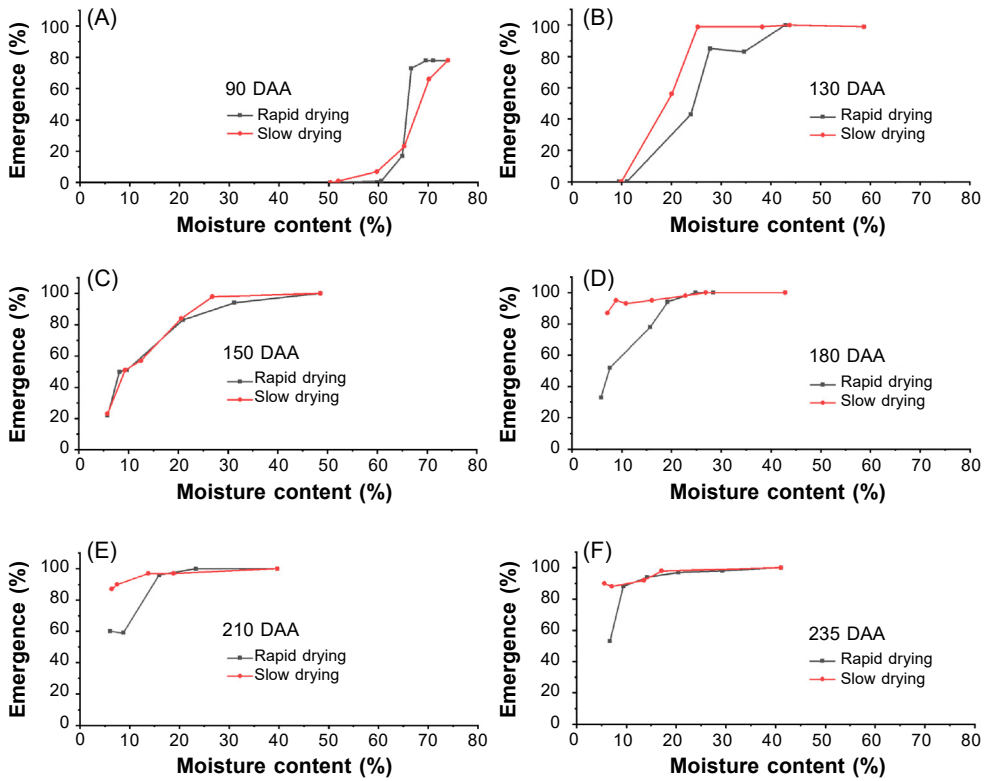 (A)
Emergence (%)
100
80
60
40
20
0
90 DAA
Rapid drying
Slow drying
0 10 20 30 40 50 60 70 80
Moisture content (%)
(B)
Emergence (%)
100
80
60
40
20
0
130 DAA
Rapid drying
Slow drying
0 10 20 30 40 50 60 70 80
Moisture content (%)
(C)
Emergence (%)
100
80
60
40
20
0
150 DAA
Rapid drying
Slow drying
0 10 20 30 40 50 60 70 80
Moisture content (%)
(D)
Emergence (%)
100
80
60
40
20
0
180 DAA
Rapid drying
Slow drying
0 10 20 30 40 50 60 70 80
Moisture content (%)
(E)
Emergence (%)
100
80
60
40
20
0
210 DAA
Rapid drying
Slow drying
0 10 20 30 40 50 60 70 80
Moisture content (%)
(F)
Emergence (%)
100
80
60
40
20
0
235 DAA
Rapid drying
Slow drying
0 10 20 30 40 50 60 70 80
Moisture content (%)